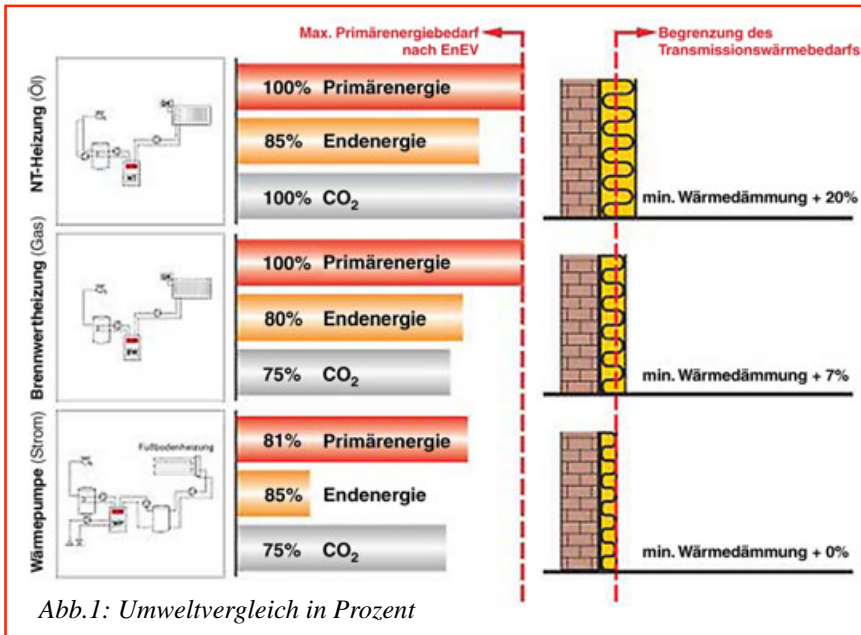 Max. Primärenergiebedarf
nach EnEV
Begrenzung des
Transmissionswärmebedarfs
NT-Heizung (Öl)
100% Primärenergie
85% Endenergie
100% CO₂
min. Wärmedämmung + 20%
Brennwertheizung (Gas)
100% Primärenergie
80% Endenergie
75% CO₂
min. Wärmedämmung + 7%
Wärmepumpe (Strom)
Fußbodenheizung
81% Primärenergie
85% Endenergie
75% CO₂
min. Wärmedämmung + 0%
Abb.1: Umweltvergleich in Prozent